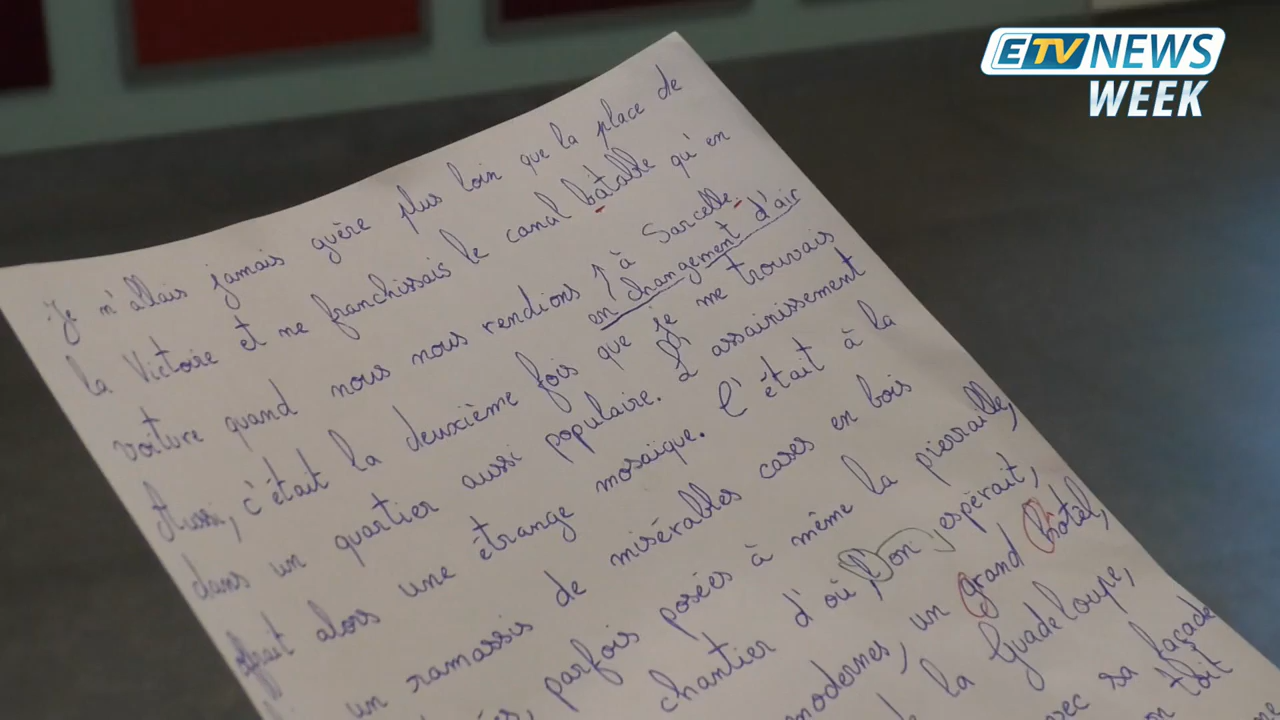 ETV NEWS
WEEK
Je m'allais jamais guère plus loin que la place de
la Victoire et ne franchissais le canal bâtable qu'en
voiture quand nous nous rendions ↑ à Sarcelle.
en changement d'air
Aussi, c'était la deuxième fois que je me trouvais
dans un quartier aussi populaire. L'assainissement
offrait alors une étrange mosaïque. C'était à la
un ramassis de misérables cases en bois
parfois posées à même la pierraille,
chantier d'où l'on espérait,
modernes, un grand hôtel,
la Guadeloupe,
sa façade
toit